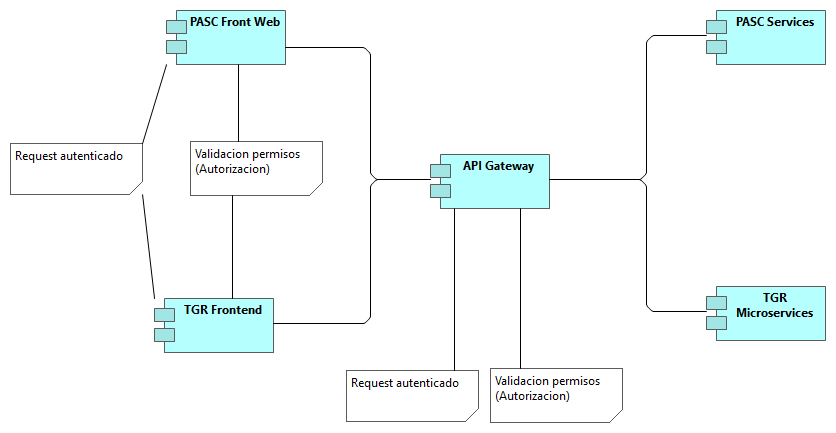 PASC Front Web
PASC Services
Request autenticado
Validacion permisos
(Autorizacion)
API Gateway
TGR Frontend
TGR
Microservices
Request autenticado
Validacion permisos
(Autorizacion)